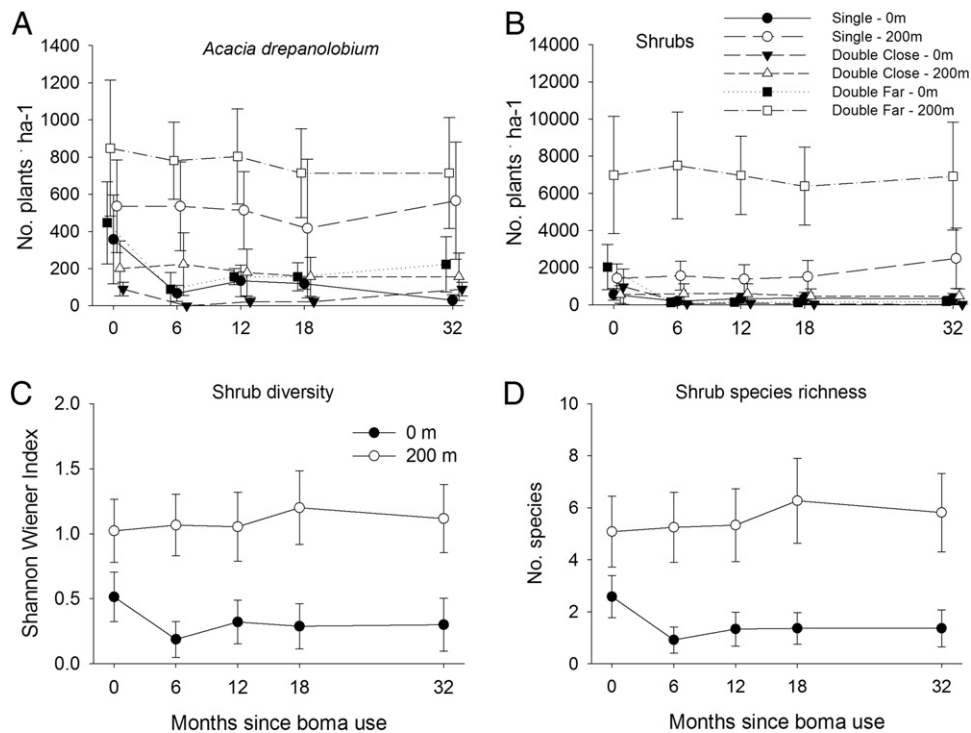 A
Acacia drepanolobium
No. plants · ha-1
1400
1200
1000
800
600
400
200
0
0 6 12 18 32
B
Shrubs
Single - 0m
Single - 200m
Double Close - 0m
Double Close - 200m
Double Far - 0m
Double Far - 200m
No. plants · ha-1
14000
12000
10000
8000
6000
4000
2000
0
0 6 12 18 32
C
Shrub diversity
0 m
200 m
Shannon Wiener Index
2.0
1.5
1.0
0.5
0.0
0 6 12 18 32
Months since boma use
D
Shrub species richness
No. species
10
8
6
4
2
0
0 6 12 18 32
Months since boma use